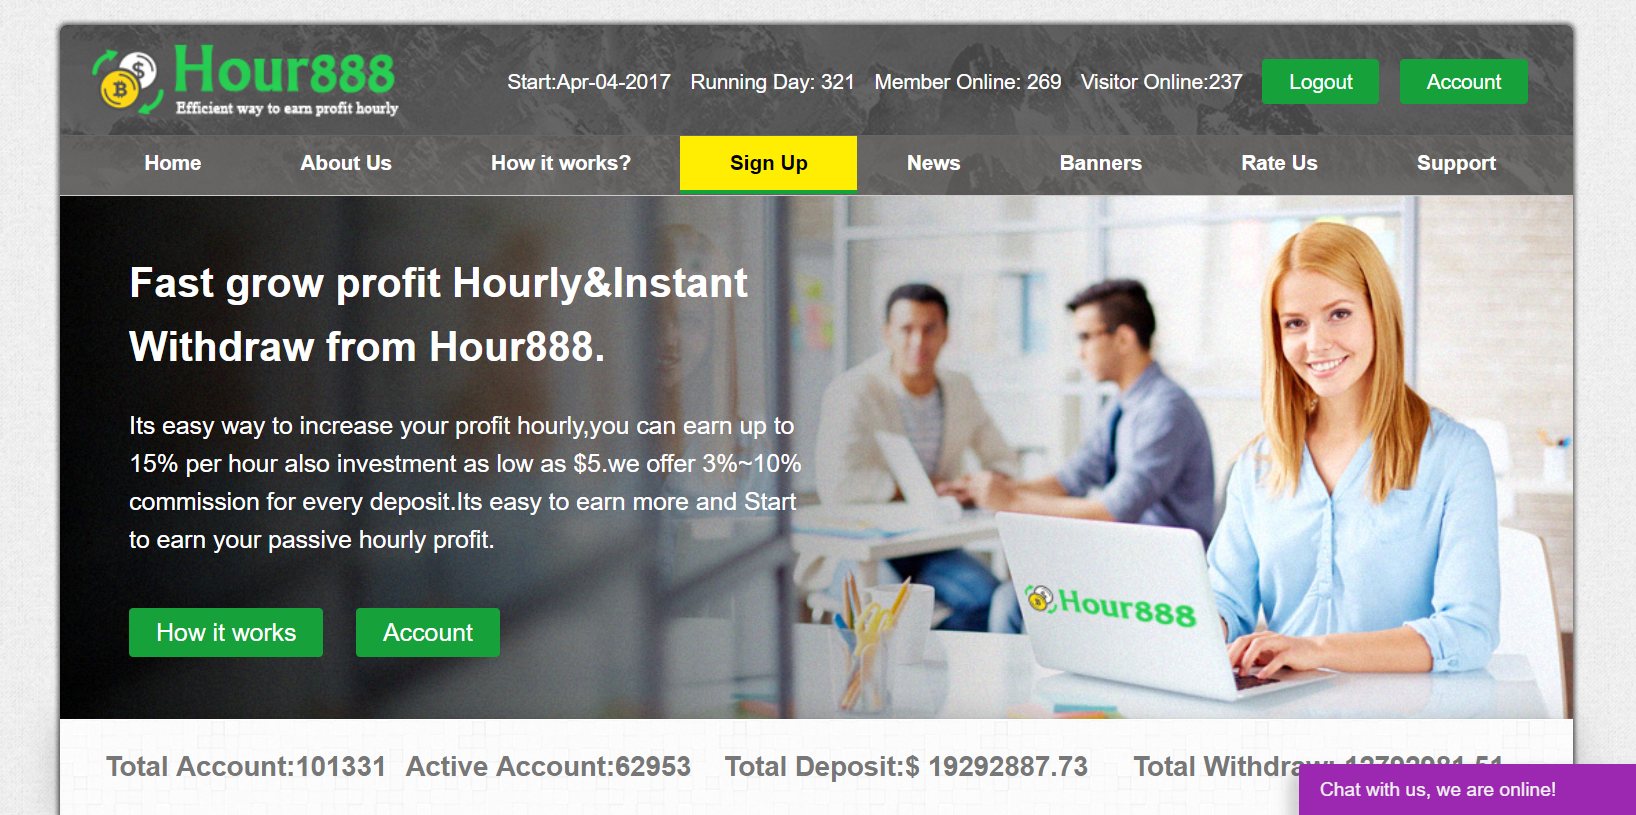 Hour888
Efficient way to earn profit hourly
Start:Apr-04-2017 Running Day: 321 Member Online: 269 Visitor Online:237 Logout Account
Home About Us How it works? Sign Up News Banners Rate Us Support
Fast grow profit Hourly&Instant
Withdraw from Hour888.
Its easy way to increase your profit hourly,you can earn up to
15% per hour also investment as low as $5.we offer 3%~10%
commission for every deposit.Its easy to earn more and Start
to earn your passive hourly profit.
How it works Account
Hour888
Total Account:101331 Active Account:62953 Total Deposit:$ 19292887.73 Total Withdraw:
Chat with us, we are online!